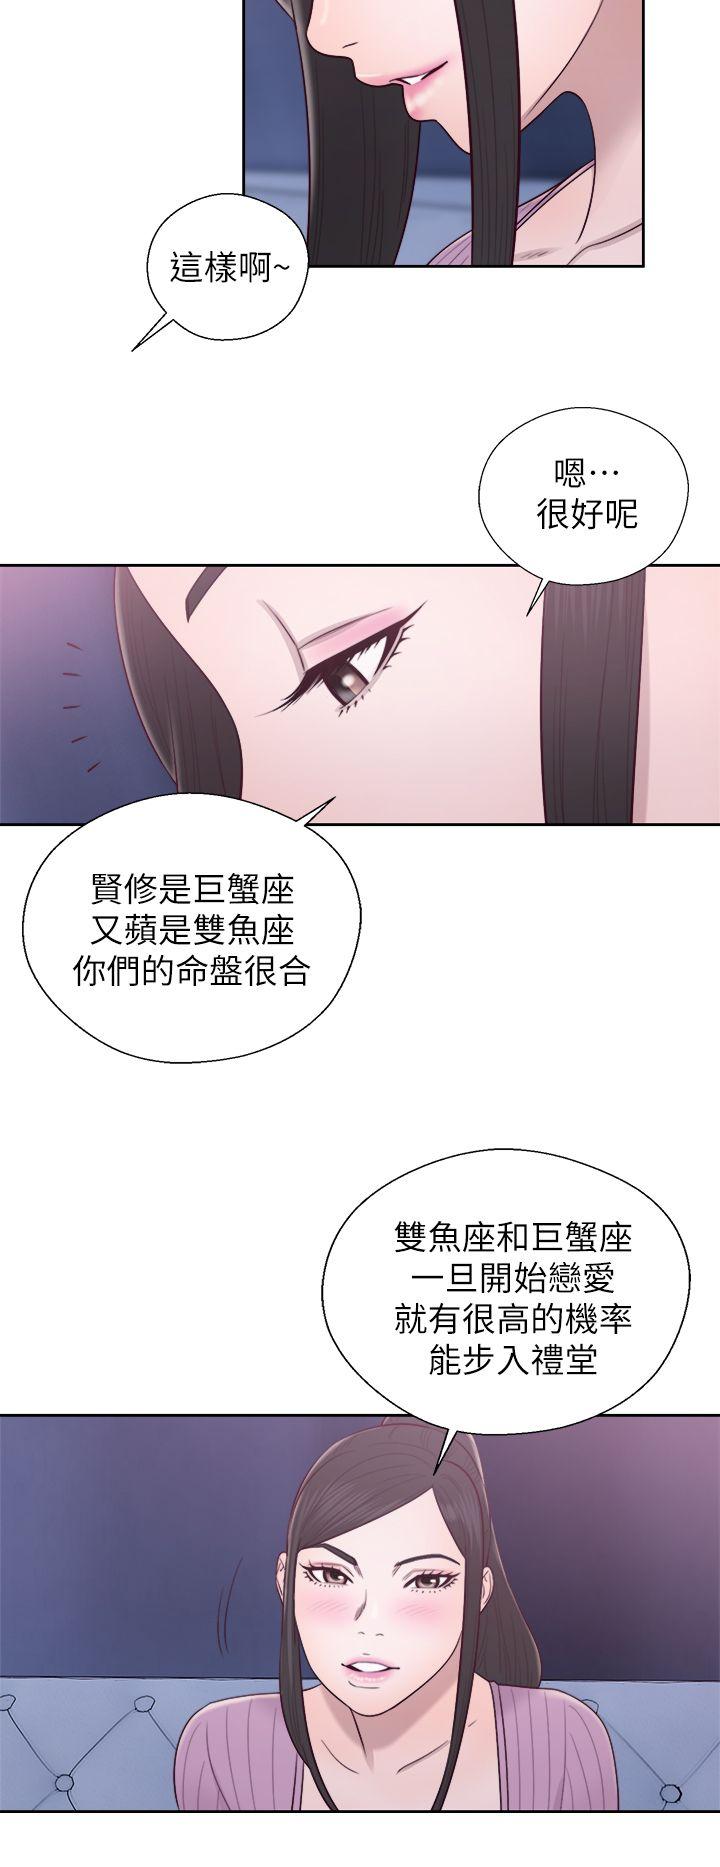 這樣啊~
嗯…
很好呢
賢修是巨蟹座
又蘋是雙魚座
你們的命盤很合
雙魚座和巨蟹座
一旦開始戀愛
就有很高的機率
能步入禮堂